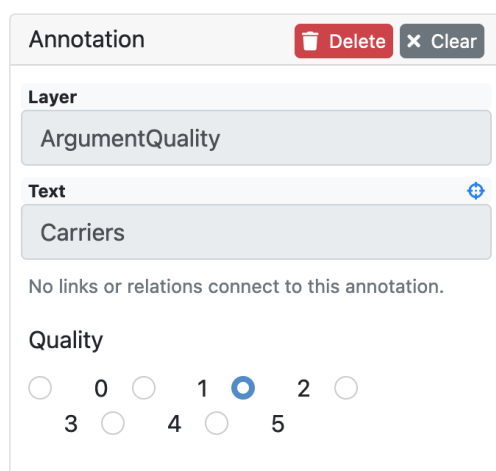 Annotation Delete Clear
Layer
ArgumentQuality
Text
Carriers
No links or relations connect to this annotation.
Quality
0 1 2
3 4 5